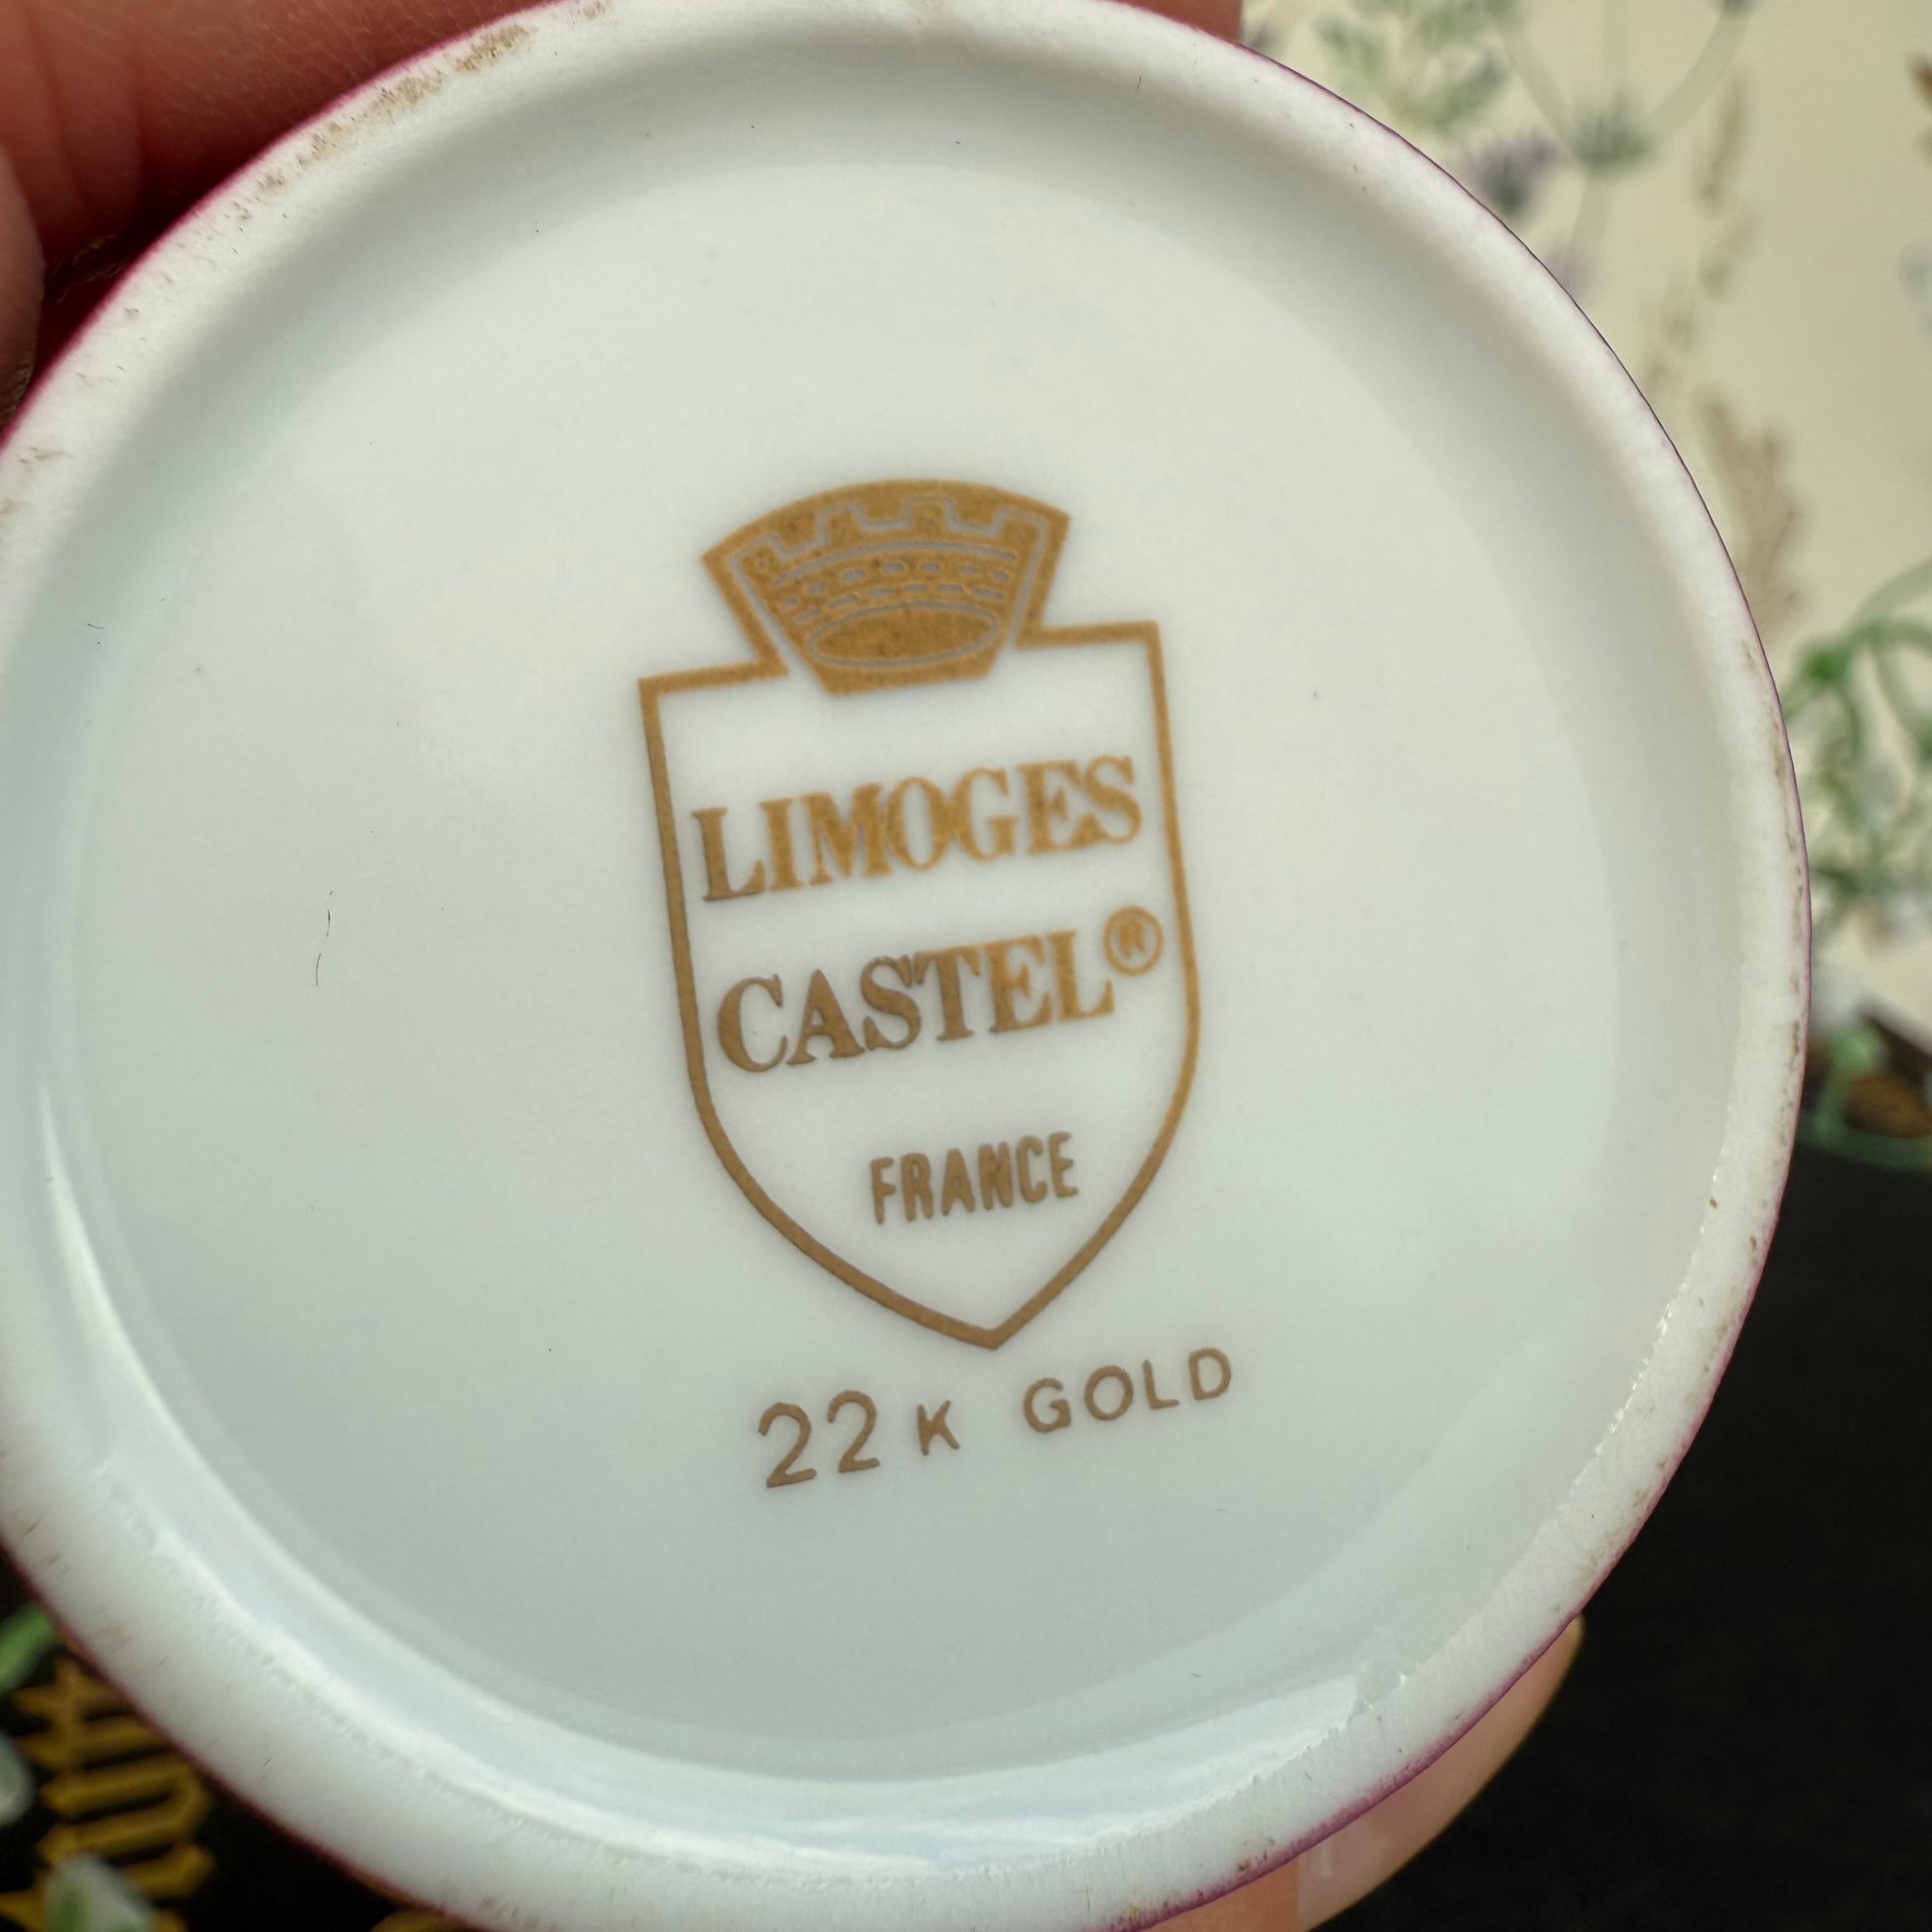 LIMOGES
CASTEL®
FRANCE
22 K GOLD